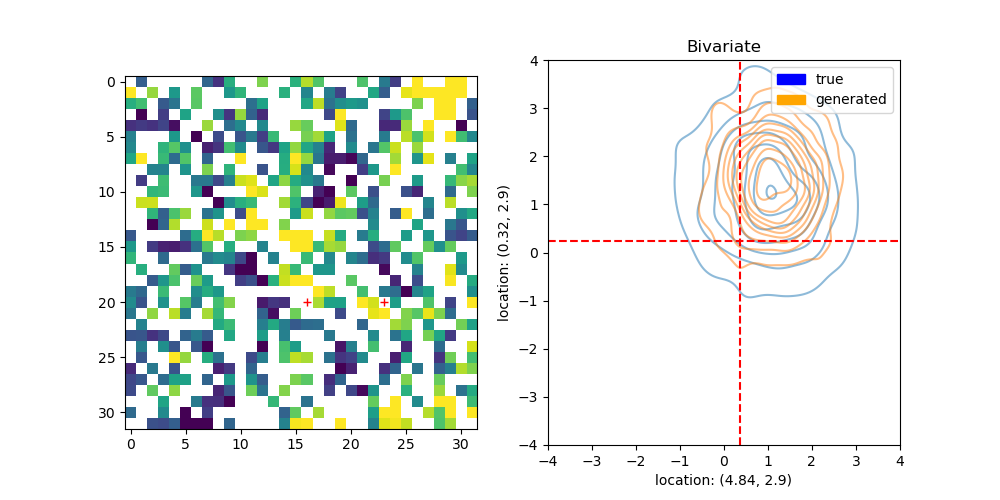 Bivariate
true
generated
0
5
10
15
20
25
30
0 5 10 15 20 25 30
4
3
2
1
0
−1
−2
−3
−4
−4 −3 −2 −1 0 1 2 3 4
location: (0.32, 2.9)
location: (4.84, 2.9)